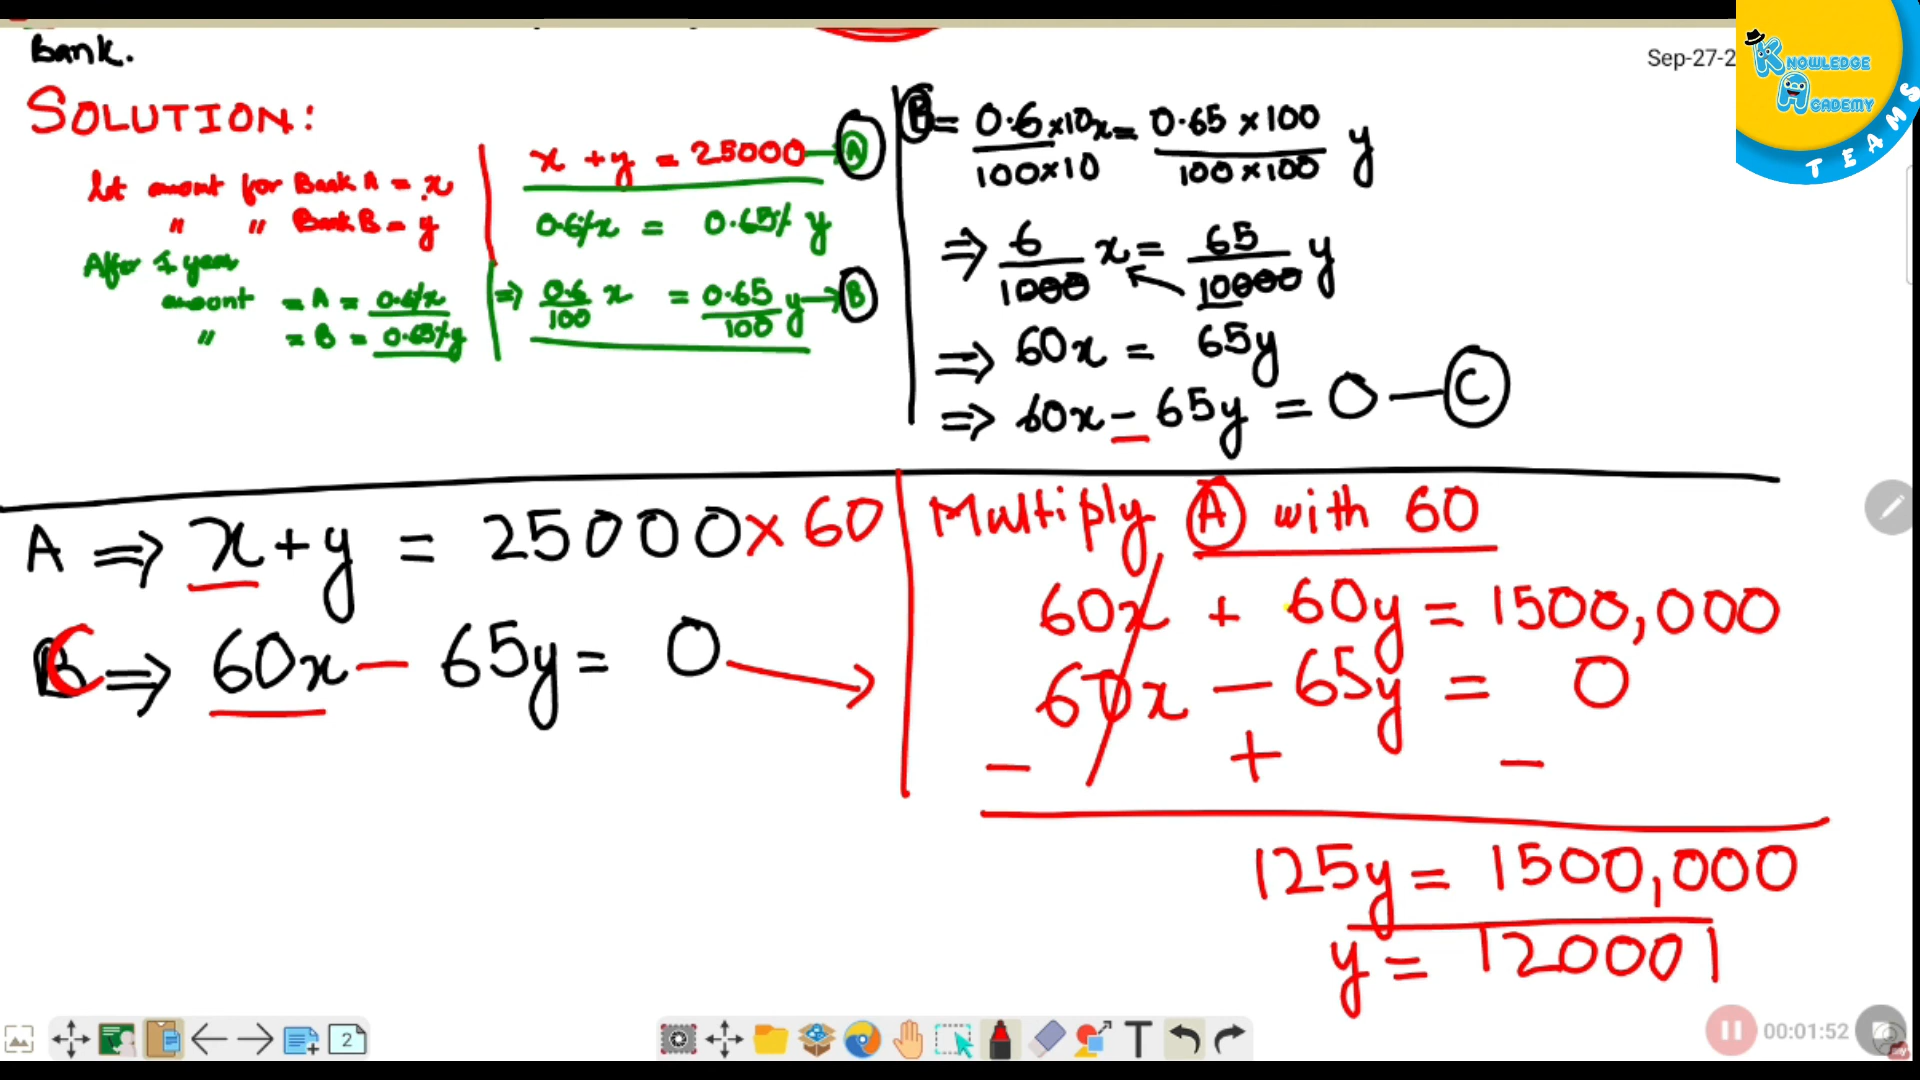 Bank.
Sep-27-2
KNOWLEDGE
ACADEMY
TEAMS
SOLUTION:
let amont for Bank A = x
" " Bank B = y
After 1 year
amount = A = 0.6%x
" = B = 0.65%y
x + y = 25000 — A
0.6%x = 0.65% y
⇒ 0.6/100 x = 0.65/100 y → B
B = 0.6×10/100×10 x = 0.65×100/100×100 y
⇒ 6/1000 x = 65/10000 y
⇒ 60x = 65y
⇒ 60x - 65y = 0 — C
A ⇒ x + y = 25000 × 60
C ⇒ 60x - 65y = 0
Multiply A with 60
60x + 60y = 1500,000
60x - 65y = 0
- + -
125y = 1500,000
y = 12000/
2
T
00:01:52